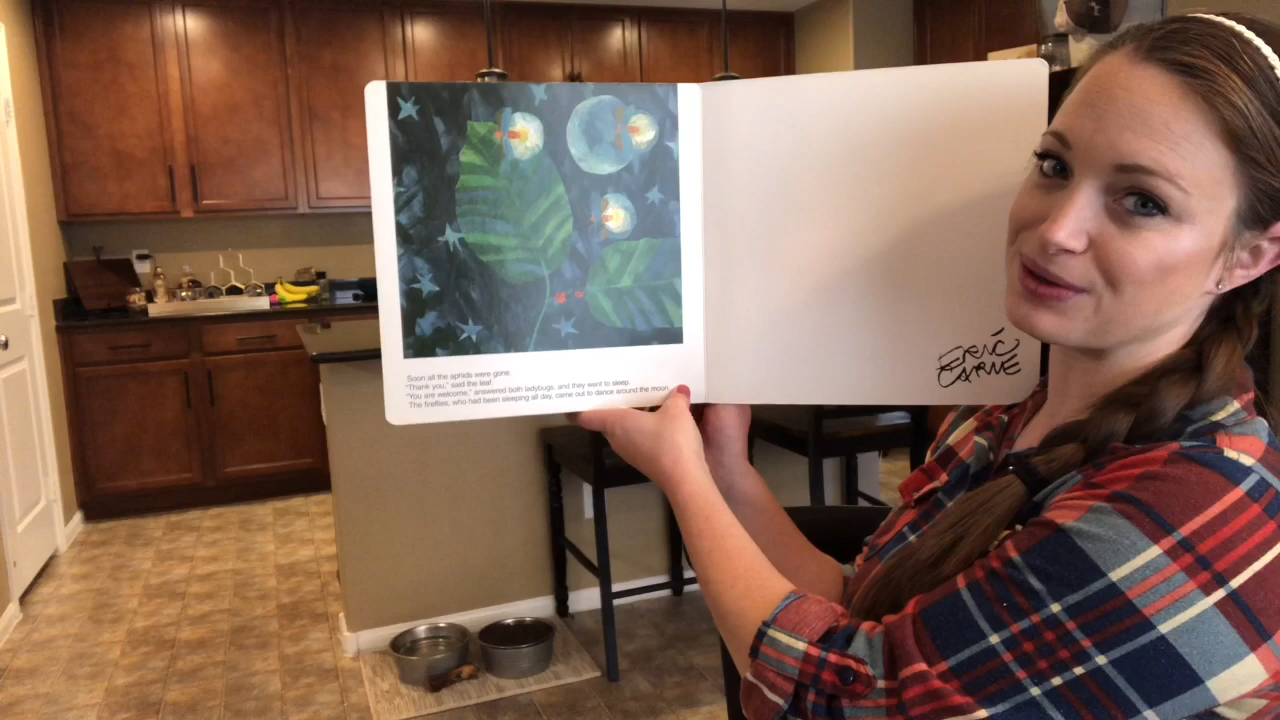 Soon all the aphids were gone.
"Thank you," said the leaf.
"You are welcome," answered both ladybugs, and they went to sleep.
The fireflies, who had been sleeping all day, came out to dance around the moon.
ERIC
CARLE